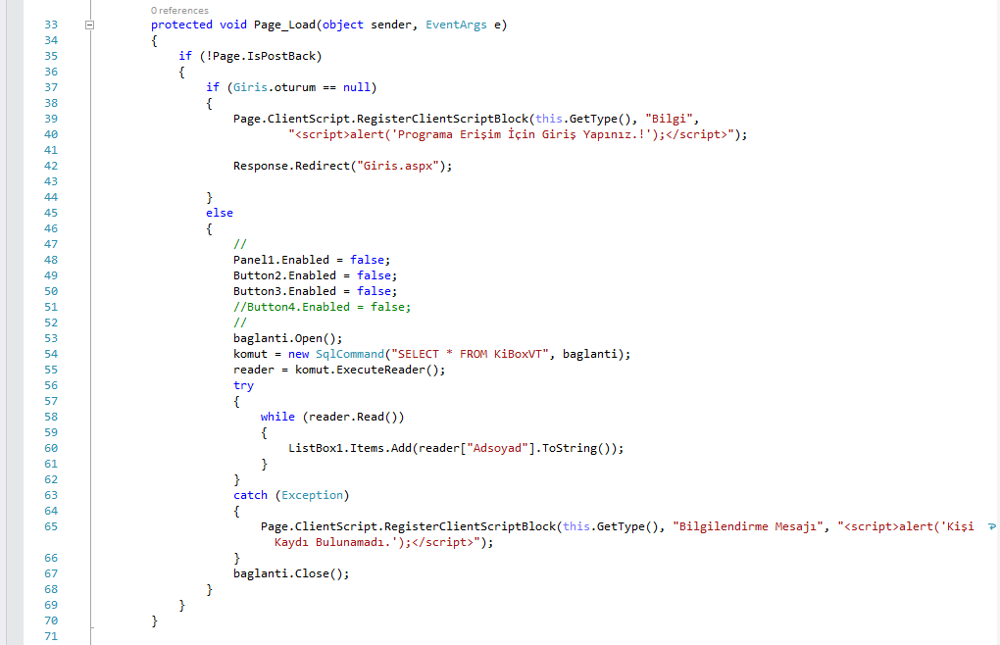 0 references
33 protected void Page_Load(object sender, EventArgs e)
34 {
35 if (!Page.IsPostBack)
36 {
37 if (Giris.oturum == null)
38 {
39 Page.ClientScript.RegisterClientScriptBlock(this.GetType(), "Bilgi",
40 "<script>alert('Programa Erişim İçin Giriş Yapınız.!');</script>");
41
42 Response.Redirect("Giris.aspx");
43
44 }
45 else
46 {
47 //
48 Panel1.Enabled = false;
49 Button2.Enabled = false;
50 Button3.Enabled = false;
51 //Button4.Enabled = false;
52 //
53 baglanti.Open();
54 komut = new SqlCommand("SELECT * FROM KiBoxVT", baglanti);
55 reader = komut.ExecuteReader();
56 try
57 {
58 while (reader.Read())
59 {
60 ListBox1.Items.Add(reader["Adsoyad"].ToString());
61 }
62 }
63 catch (Exception)
64 {
65 Page.ClientScript.RegisterClientScriptBlock(this.GetType(), "Bilgilendirme Mesajı", "<script>alert('Kişi
Kaydı Bulunamadı.');</script>");
66 }
67 baglanti.Close();
68 }
69 }
70 }
71